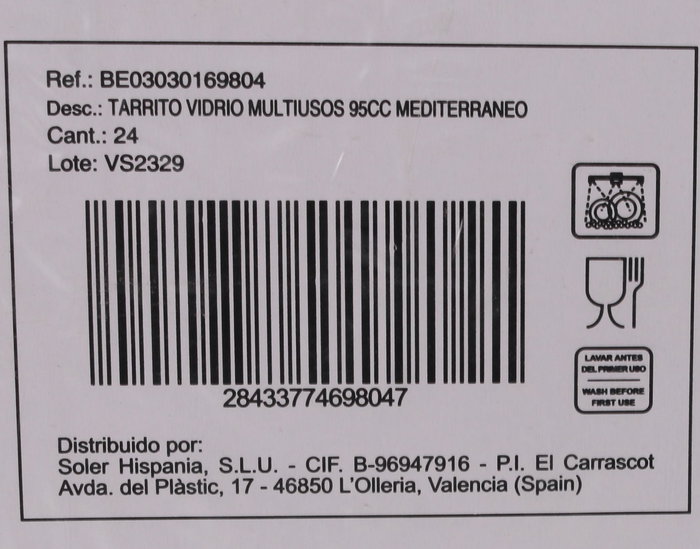 Ref.: BE03030169804
Desc.: TARRITO VIDRIO MULTIUSOS 95CC MEDITERRANEO
Cant.: 24
Lote: VS2329
LAVAR ANTES
DEL PRIMER USO
WASH BEFORE
FIRST USE
28433774698047
Distribuido por:
Soler Hispania, S.L.U. - CIF. B-96947916 - P.I. El Carrascot
Avda. del Plàstic, 17 - 46850 L'Olleria, Valencia (Spain)